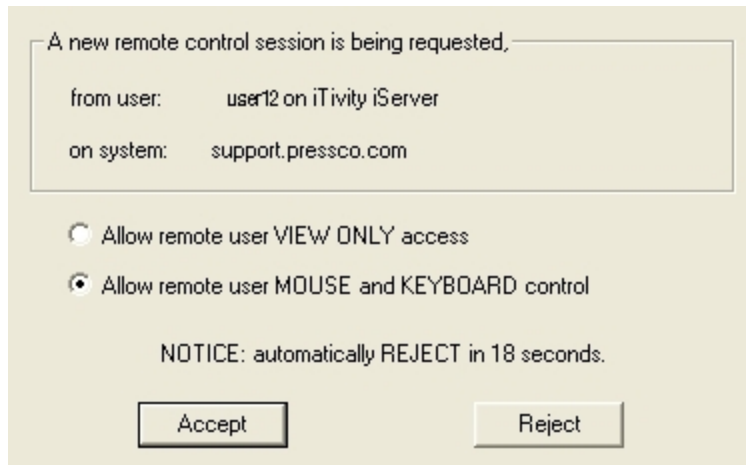 A new remote control session is being requested,
from user: user12 on iTivity iServer
on system: support.pressco.com
Allow remote user VIEW ONLY access
Allow remote user MOUSE and KEYBOARD control
NOTICE: automatically REJECT in 18 seconds.
Accept Reject